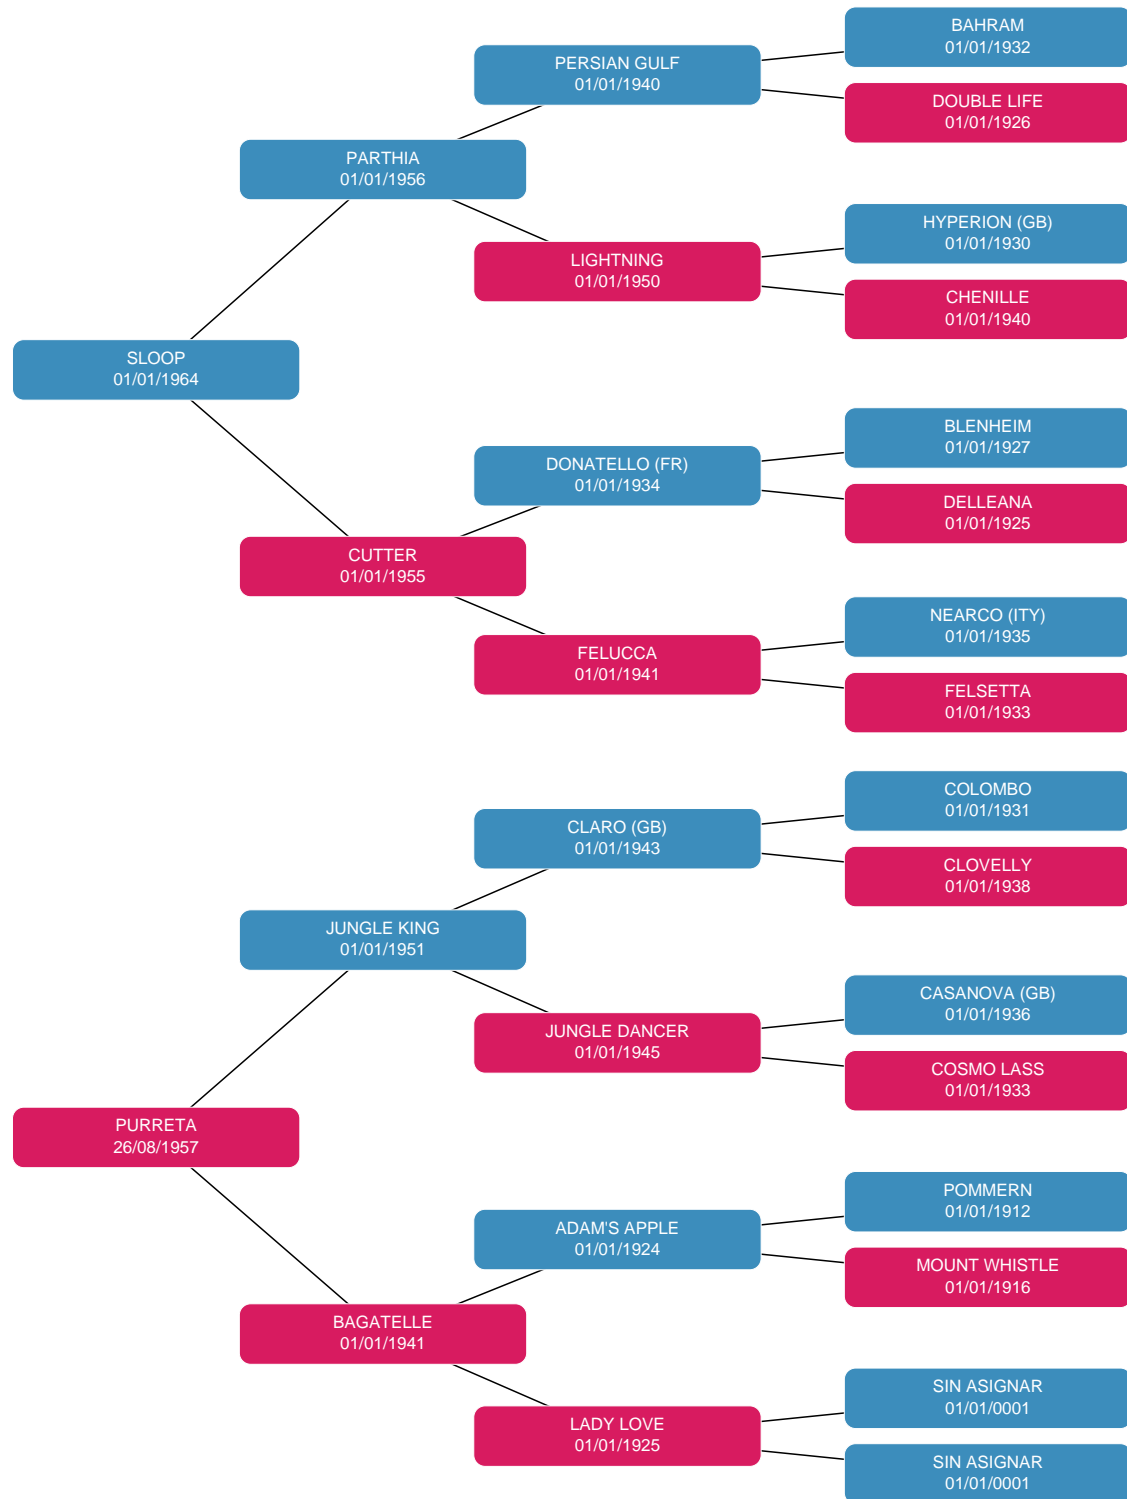 BAHRAM
01/01/1932
PERSIAN GULF
01/01/1940
DOUBLE LIFE
01/01/1926
PARTHIA
01/01/1956
HYPERION (GB)
01/01/1930
LIGHTNING
01/01/1950
CHENILLE
01/01/1940
SLOOP
01/01/1964
BLENHEIM
01/01/1927
DONATELLO (FR)
01/01/1934
DELLEANA
01/01/1925
CUTTER
01/01/1955
NEARCO (ITY)
01/01/1935
FELUCCA
01/01/1941
FELSETTA
01/01/1933
COLOMBO
01/01/1931
CLARO (GB)
01/01/1943
CLOVELLY
01/01/1938
JUNGLE KING
01/01/1951
CASANOVA (GB)
01/01/1936
JUNGLE DANCER
01/01/1945
COSMO LASS
01/01/1933
PURRETA
26/08/1957
POMMERN
01/01/1912
ADAM'S APPLE
01/01/1924
MOUNT WHISTLE
01/01/1916
BAGATELLE
01/01/1941
SIN ASIGNAR
01/01/0001
LADY LOVE
01/01/1925
SIN ASIGNAR
01/01/0001